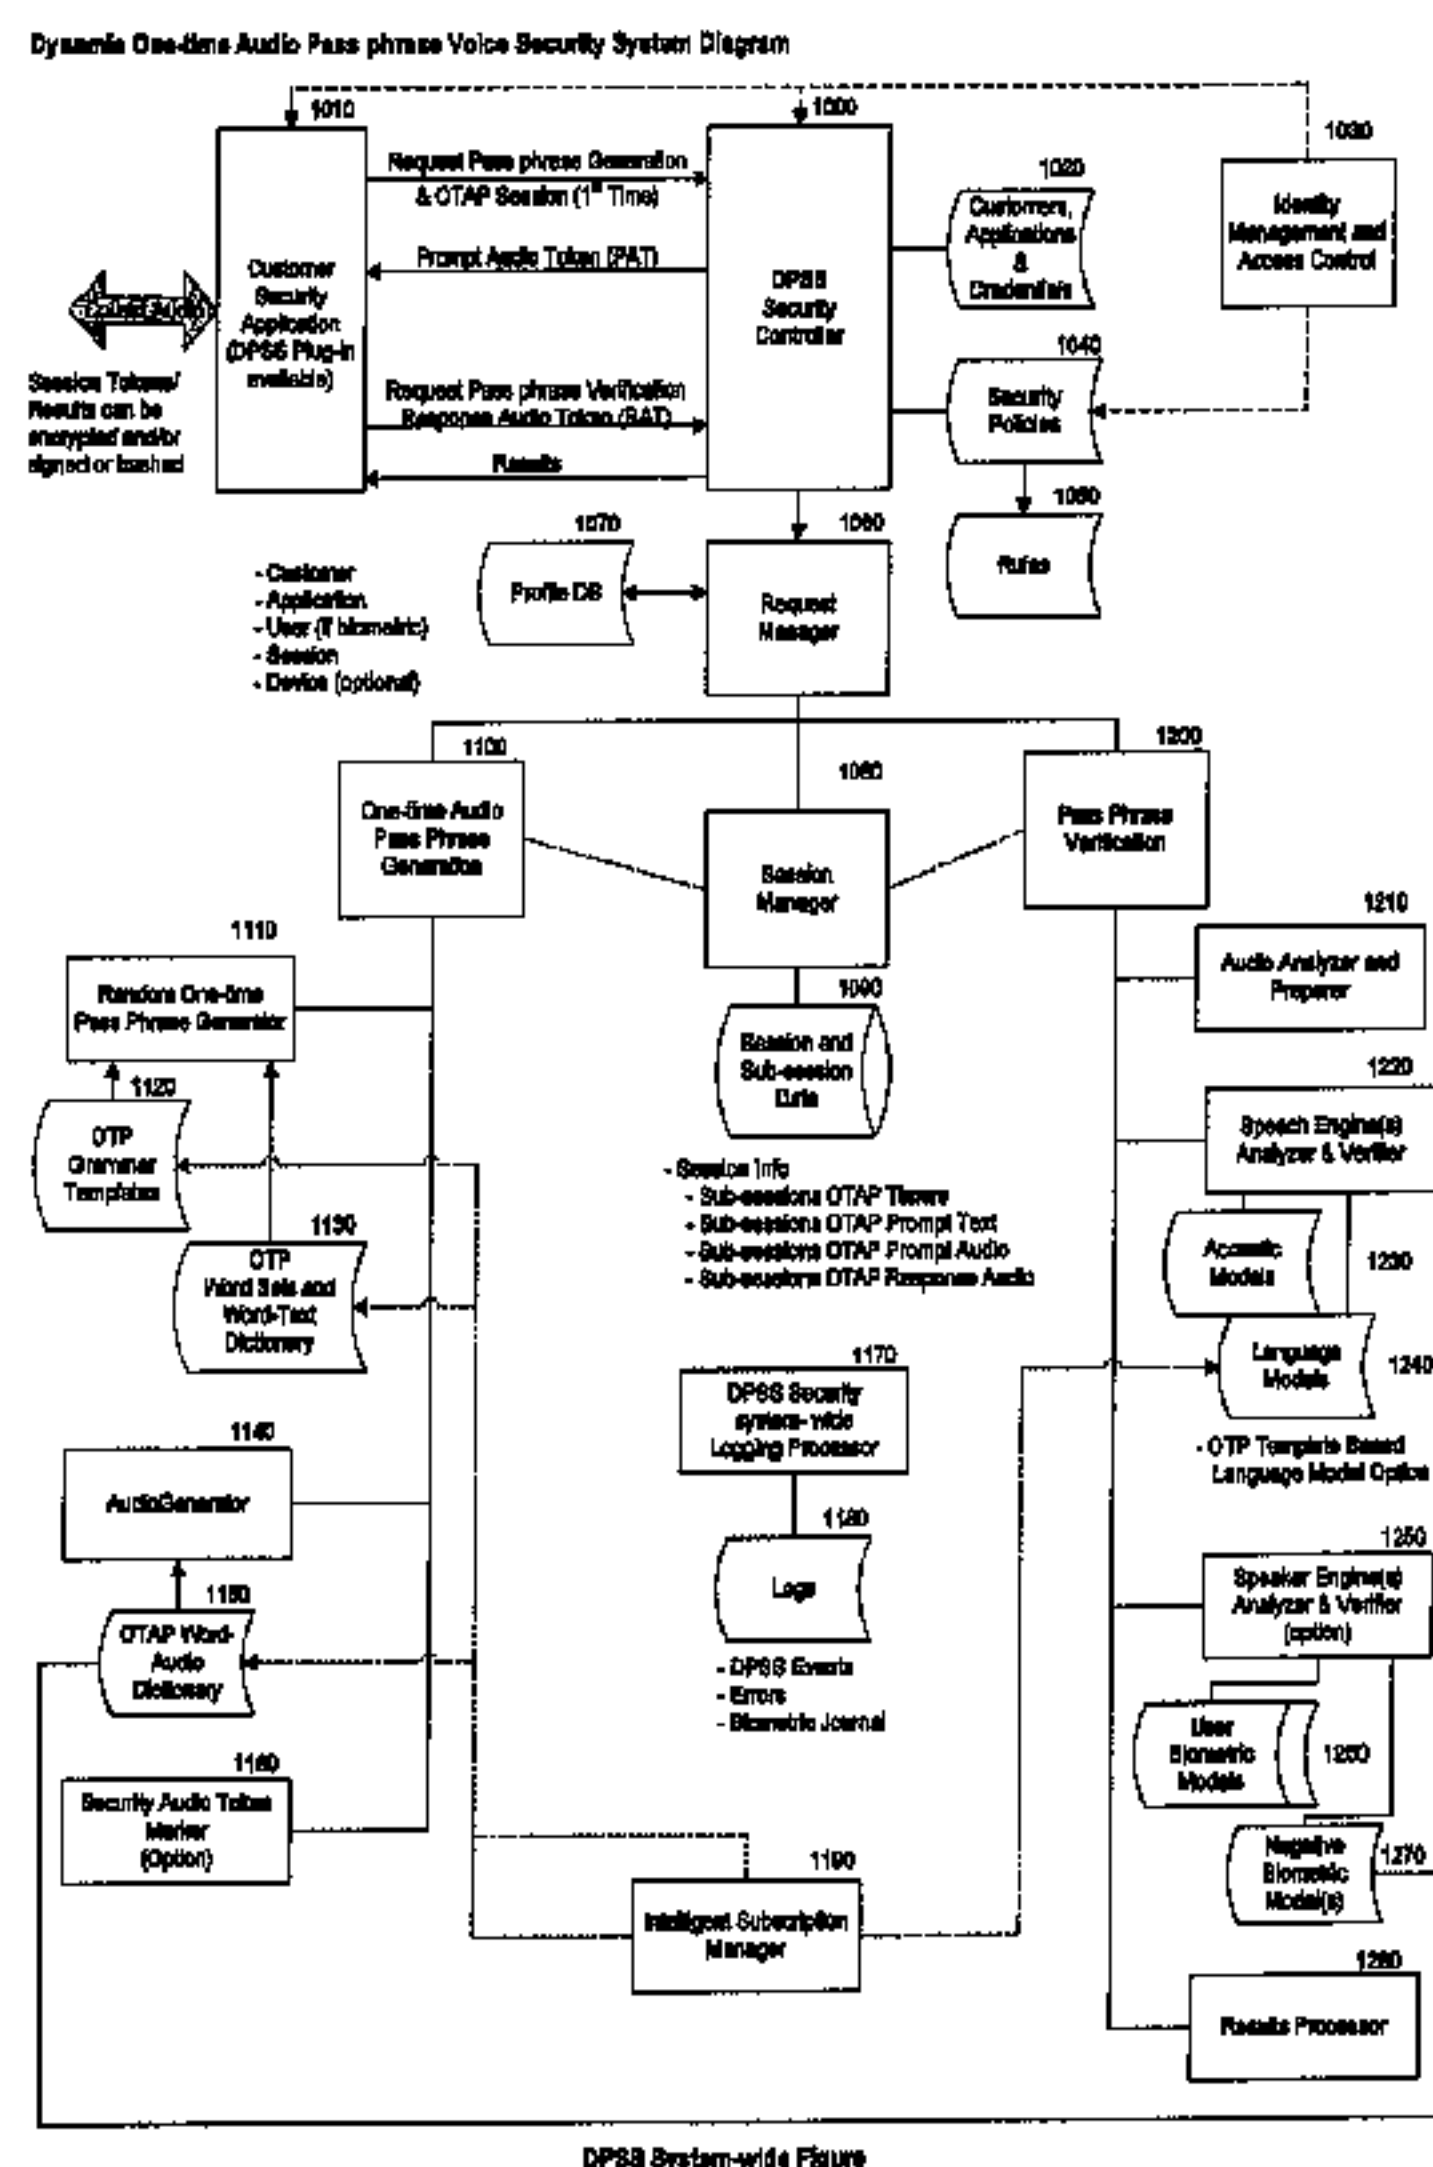 Dynamic One-time Audio Pass phrase Voice Security System Diagram
1010
1000
1030
Request Pass phrase Generation
& OTAP Session (1st Time)
1020
Customers,
Applications
&
Credentials
Identity
Management and
Access Control
Prompt Audio Token (PAT)
Customer
Security
Application
(DPSS Plug-in
available)
DPSS
Security
Controller
Session Tokens/
Results can be
encrypted and/or
signed or hashed
Request Pass phrase Verification
Response Audio Token (RAT)
Results
1040
Security
Policies
1050
Rules
1070
Profile DB
1060
Request
Manager
- Customer
- Application
- User (if biometric)
- Session
- Device (optional)
1100
One-time Audio
Pass Phrase
Generation
1080
Session
Manager
1200
Pass Phrase
Verification
1110
Random One-time
Pass Phrase Generator
1120
OTP
Grammar
Templates
1130
OTP
Word Sets and
Word-Text
Dictionary
1090
Session and
Sub-session
Data
- Session Info
- Sub-sessions OTAP Timers
- Sub-sessions OTAP Prompt Text
- Sub-sessions OTAP Prompt Audio
- Sub-sessions OTAP Response Audio
1210
Audio Analyzer and
Preparer
1220
Speech Engine(s)
Analyzer & Verifier
Acoustic
Models
1230
Language
Models
1240
- OTP Template Based
Language Model Option
1140
AudioGenerator
1150
OTAP Word-
Audio
Dictionary
1160
Security Audio Token
Marker
(Option)
1170
DPSS Security
system-wide
Logging Processor
1180
Logs
- DPSS Events
- Errors
- Biometric Journal
1190
Intelligent Subscription
Manager
1250
Speaker Engine(s)
Analyzer & Verifier
(option)
User
Biometric
Models
1260
Negative
Biometric
Model(s)
1270
1280
Results Processor
DPSS System-wide Figure